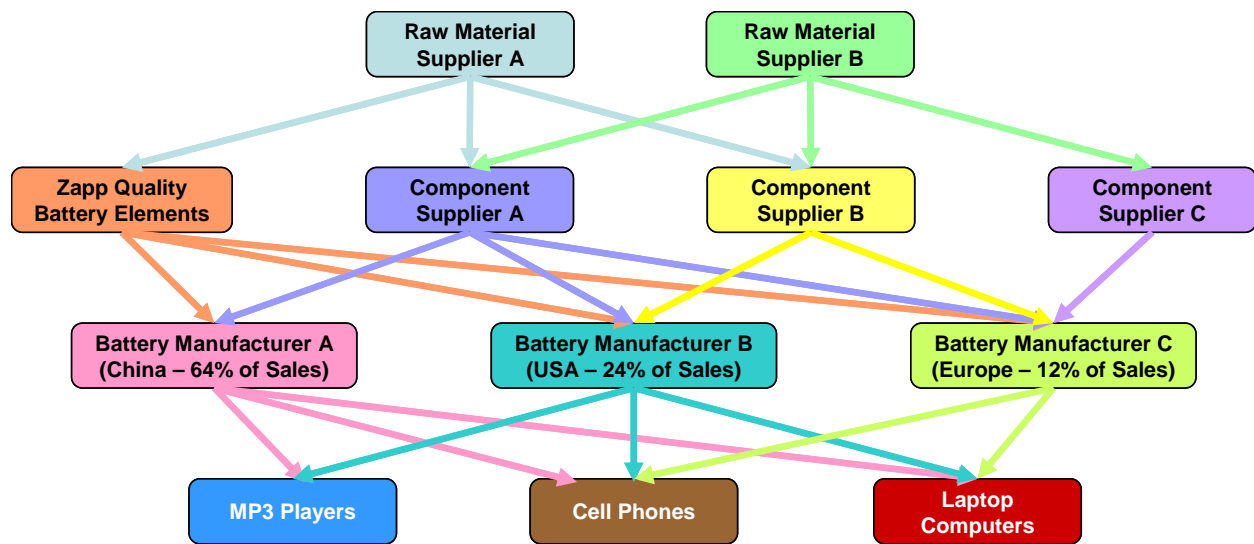 Raw Material
Supplier A
Raw Material
Supplier B
Zapp Quality
Battery Elements
Component
Supplier A
Component
Supplier B
Component
Supplier C
Battery Manufacturer A
(China – 64% of Sales)
Battery Manufacturer B
(USA – 24% of Sales)
Battery Manufacturer C
(Europe – 12% of Sales)
MP3 Players
Cell Phones
Laptop
Computers